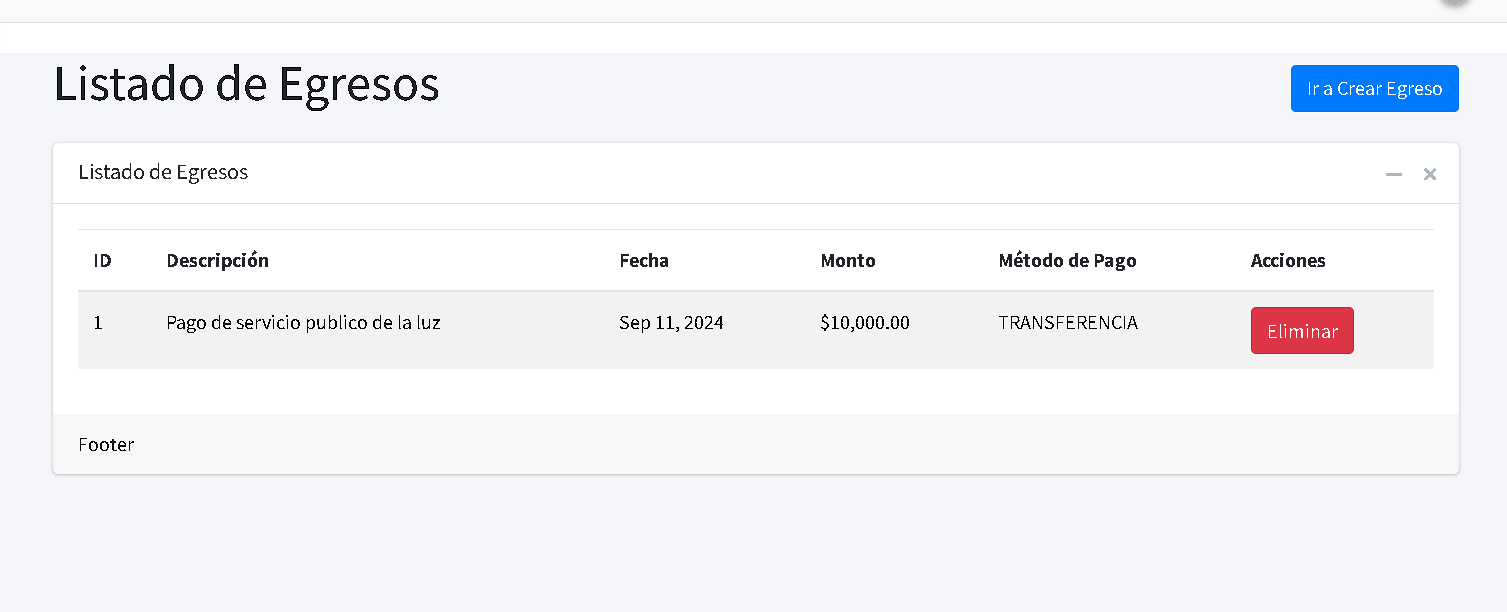 Listado de Egresos
Ir a Crear Egreso
Listado de Egresos
ID Descripción Fecha Monto Método de Pago Acciones
1 Pago de servicio publico de la luz Sep 11, 2024 $10,000.00 TRANSFERENCIA Eliminar
Footer